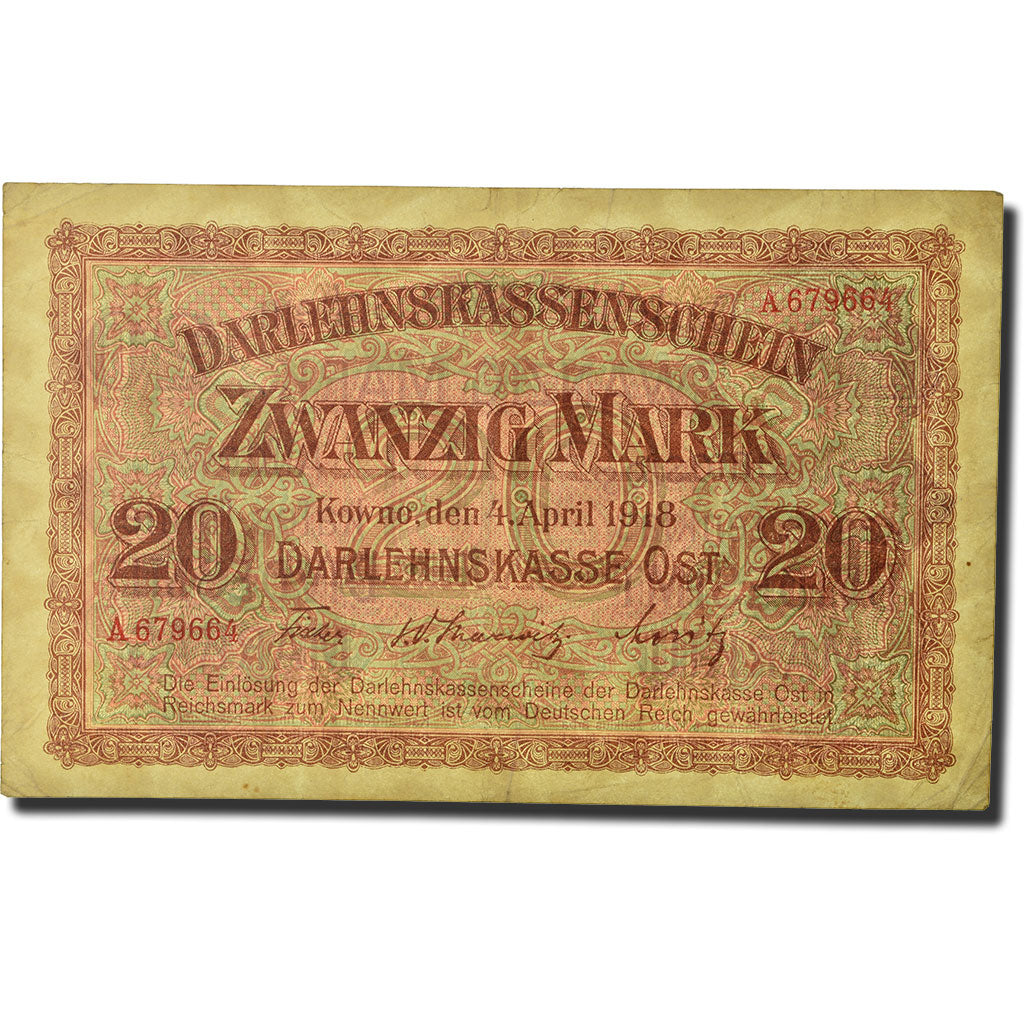 DARLEHNSKASSENSCHEIN
A.679664
ZWANZIG MARK
20
Kowno, den 4. April 1918
20 DARLEHNSKASSE OST 20
A.679664
Die Einlösung der Darlehnskassenscheine der Darlehnskasse Ost in
Reichsmark zum Nennwert ist vom Deutschen Reich gewährleistet